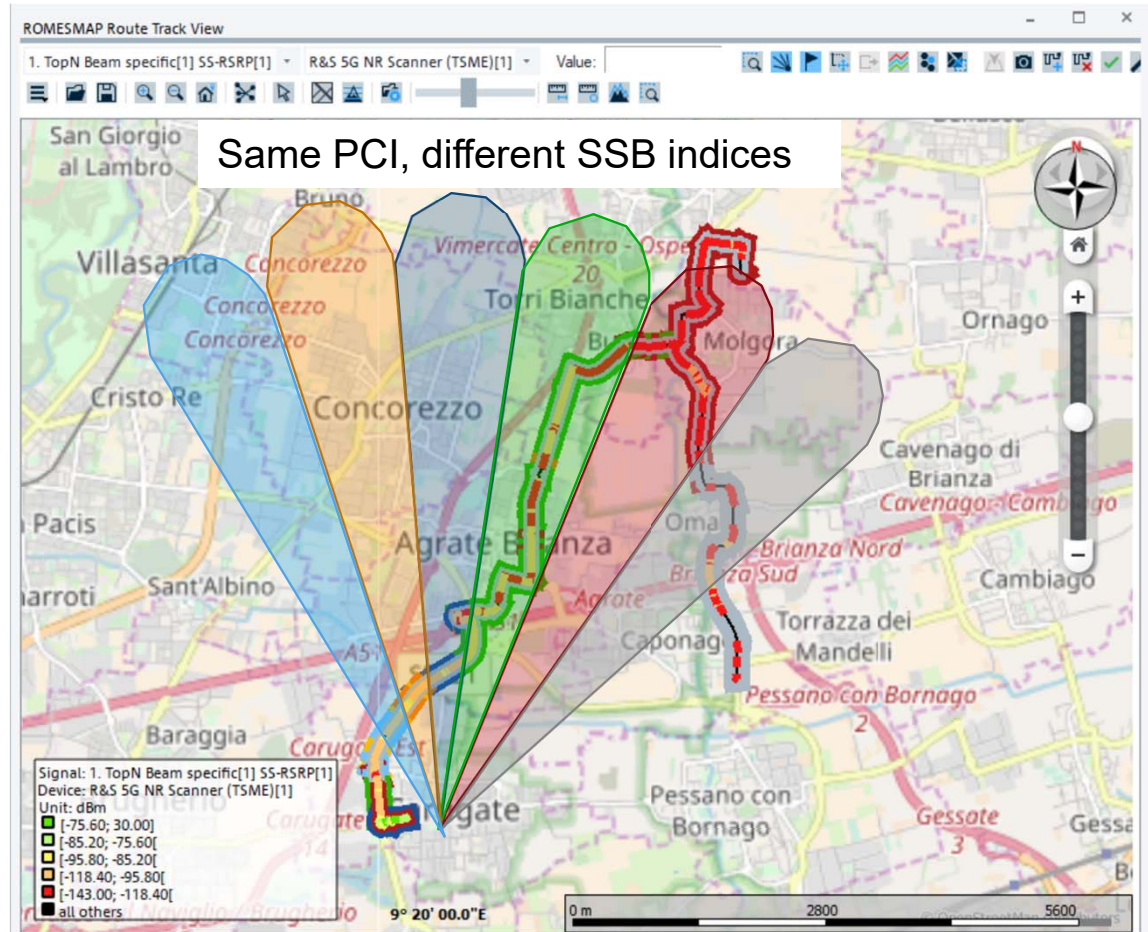 ROMESMAP Route Track View
1. TopN Beam specific[1] SS-RSRP[1]
R&S 5G NR Scanner (TSME)[1]
Value:
Same PCI, different SSB indices
San Giorgio
al Lambro
Bruno
N
Villasanta
Concorezzo
Vimercate Centro - Ospe
20
Torri Bianche
Concorezzo
Concorezzo
Ornago
Molgora
Cristo Re
Concorezzo
Cavenago di
Brianza
Cavenago-Cambiago
Pacis
Oma
Agrate Brianza
Brianza Nord
Sant'Albino
Brianza Sud
Cambiago
Agrate
Torrazza dei
Mandelli
A51
Caponag
Pessano con Bornago
2
Baraggia
Carugate Est
Signal: 1. TopN Beam specific[1] SS-RSRP[1]
Device: R&S 5G NR Scanner (TSME)[1]
Unit: dBm
[-75.60; 30.00]
[-85.20; -75.60[
[-95.80; -85.20[
[-118.40; -95.80[
[-143.00; -118.40[
all others
Carugate
14
Pessano con
Bornago
Gessate
3
Gessa
9° 20' 00.0"E
0 m
2800
5600